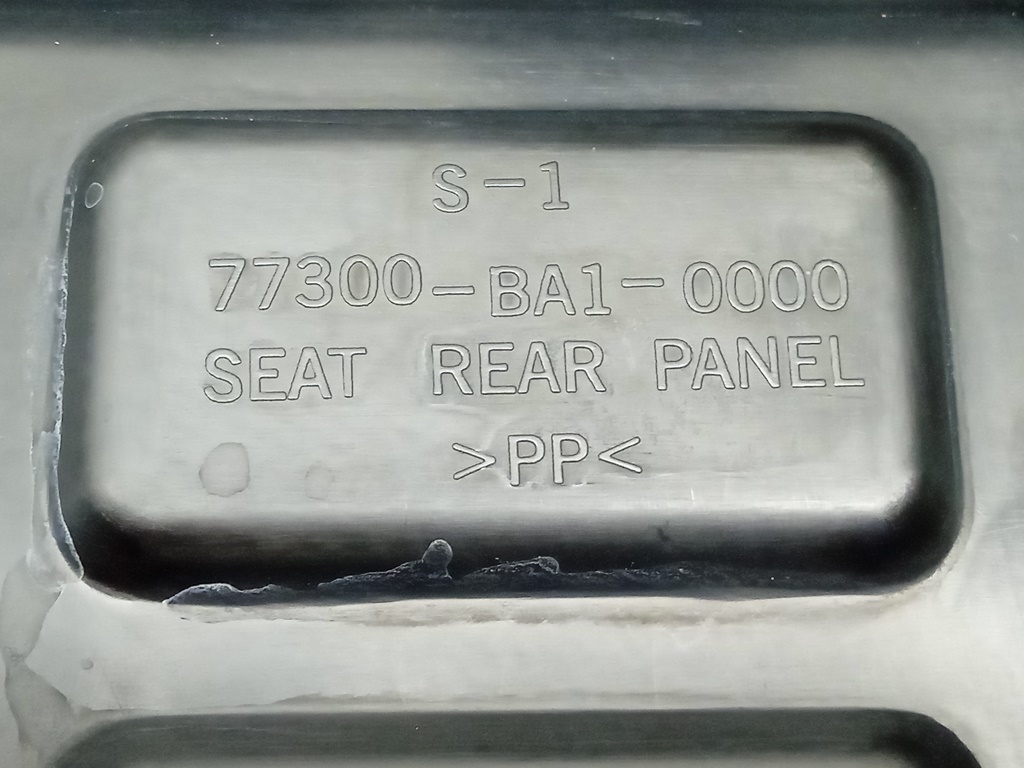 S-1
77300-BA1-0000
SEAT REAR PANEL
>PP<